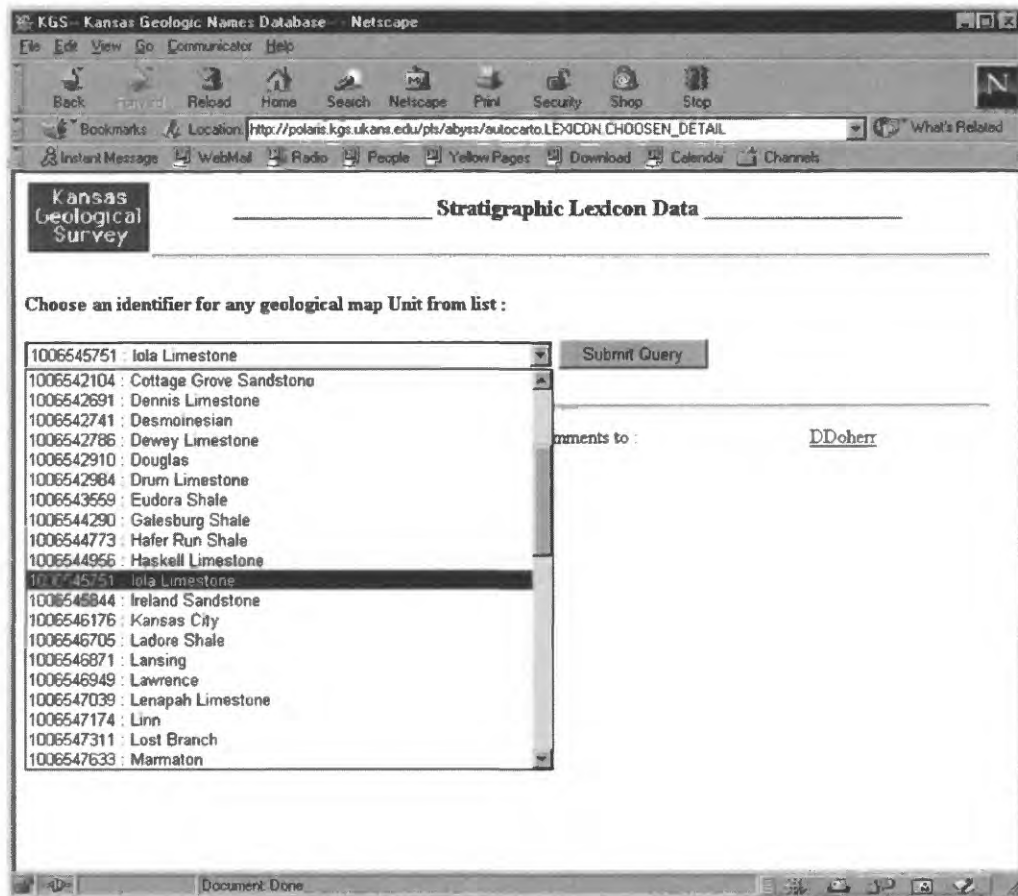 KGS - Kansas Geologic Names Database - Netscape
File Edit View Go Communicator Help
Back Forward Reload Home Search Netscape Print Security Shop Stop
Bookmarks Location: http://polaris.kgs.ukans.edu/pls/abyss/autocarto.LEXICON.CHOOSEN_DETAIL What's Related
Instant Message WebMail Radio People Yellow Pages Download Calendar Channels
Kansas
Geological
Survey
Stratigraphic Lexicon Data
Choose an identifier for any geological map Unit from list :
1006545751 : Iola Limestone Submit Query
1006542104 : Cottage Grove Sandstone
1006542691 : Dennis Limestone
1006542741 : Desmoinesian
1006542786 : Dewey Limestone
mments to : DDoherr
1006542910 : Douglas
1006542984 : Drum Limestone
1006543559 : Eudora Shale
1006544290 : Galesburg Shale
1006544773 : Hafer Run Shale
1006544956 : Haskell Limestone
1006545751 : Iola Limestone
1006545844 : Ireland Sandstone
1006546176 : Kansas City
1006546705 : Ladore Shale
1006546871 : Lansing
1006546949 : Lawrence
1006547039 : Lenapah Limestone
1006547174 : Linn
1006547311 : Lost Branch
1006547633 : Marmaton
Document: Done